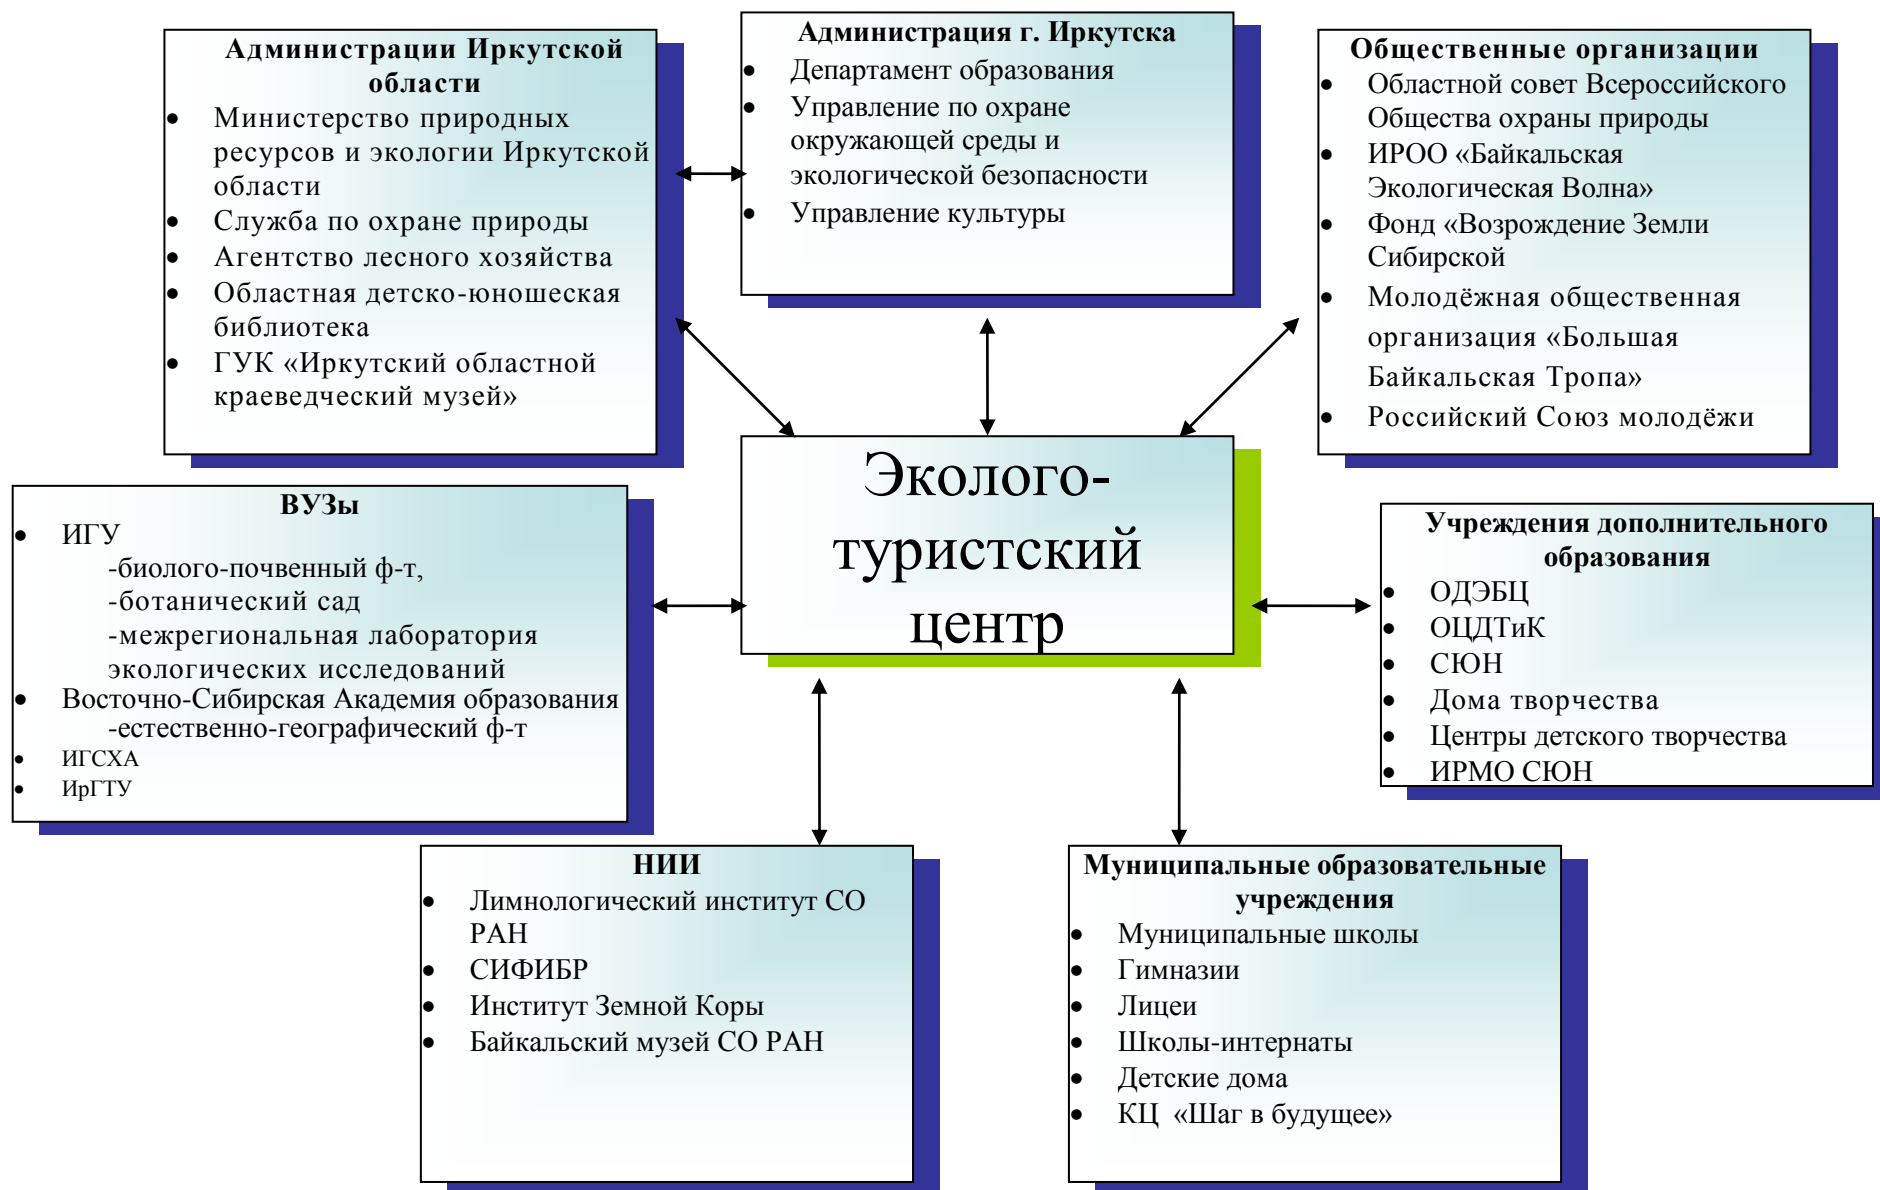 Администрации Иркутской
области
Министерство природных
ресурсов и экологии Иркутской
области
Служба по охране природы
Агентство лесного хозяйства
Областная детско-юношеская
библиотека
ГУК «Иркутский областной
краеведческий музей»
Администрация г. Иркутска
Департамент образования
Управление по охране
окружающей среды и
экологической безопасности
Управление культуры
Общественные организации
Областной совет Всероссийского
Общества охраны природы
ИРОО «Байкальская
Экологическая Волна»
Фонд «Возрождение Земли
Сибирской
Молодёжная общественная
организация «Большая
Байкальская Тропа»
Российский Союз молодёжи
Эколого-
туристский
центр
ВУЗы
ИГУ
-биолого-почвенный ф-т,
-ботанический сад
-межрегиональная лаборатория
экологических исследований
Восточно-Сибирская Академия образования
-естественно-географический ф-т
ИГСХА
ИрГТУ
Учреждения дополнительного
образования
ОДЭБЦ
ОЦДТиК
СЮН
Дома творчества
Центры детского творчества
ИРМО СЮН
НИИ
Лимнологический институт СО
РАН
СИФИБР
Институт Земной Коры
Байкальский музей СО РАН
Муниципальные образовательные
учреждения
Муниципальные школы
Гимназии
Лицеи
Школы-интернаты
Детские дома
КЦ «Шаг в будущее»